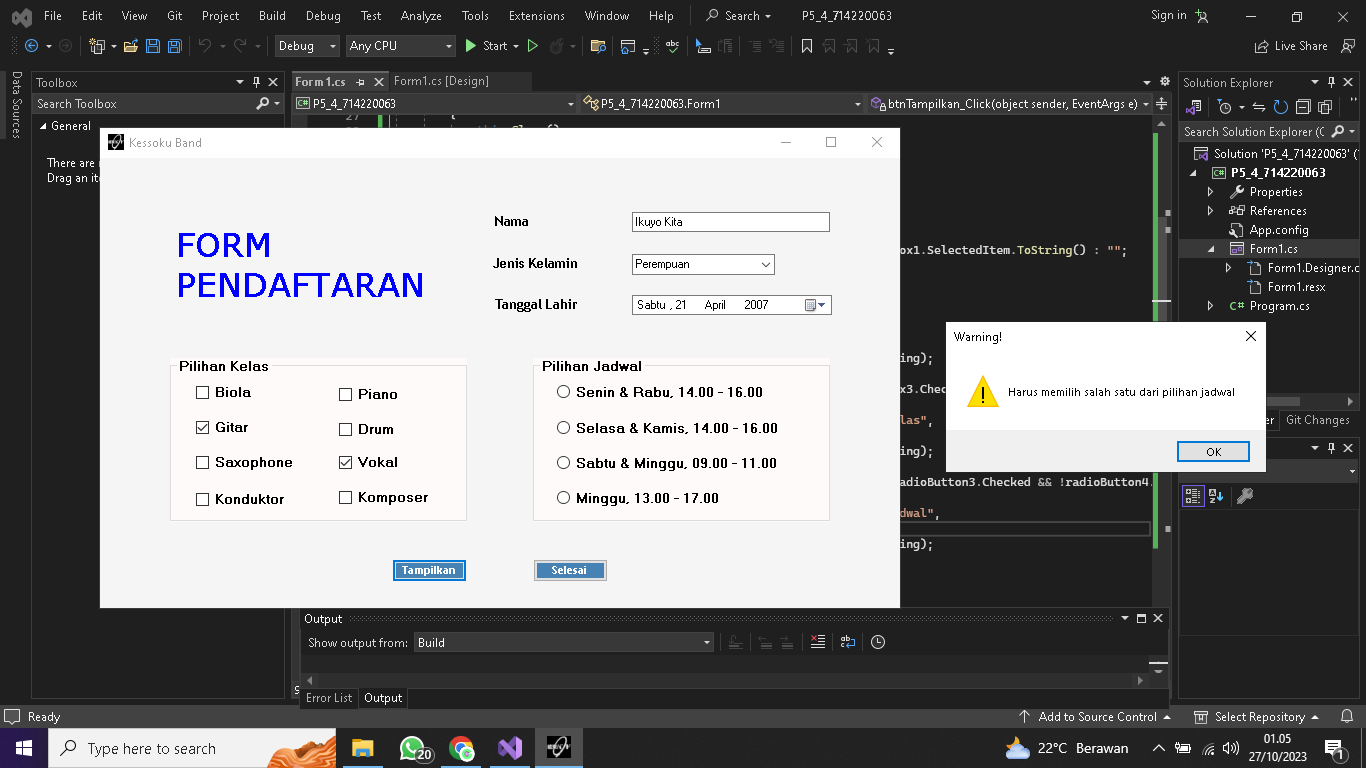 File Edit View Git Project Build Debug Test Analyze Tools Extensions Window Help Search P5_4_714220063 Sign in
Debug Any CPU Start Live Share
Data Sources
Toolbox
Search Toolbox
General
There are
Drag an ite
Form1.cs Form1.cs [Design]
P5_4_714220063 P5_4_714220063.Form1 btnTampilkan_Click(object sender, EventArgs e)
27
ox1.SelectedItem.ToString() : "";
ing);
ox3.Chec
las",
ing);
radioButton3.Checked && !radioButton4.
dwal",
ing);
Kessoku Band
FORM
PENDAFTARAN
Nama Ikuyo Kita
Jenis Kelamin Perempuan
Tanggal Lahir Sabtu , 21 April 2007
Pilihan Kelas
Biola Piano
Gitar Drum
Saxophone Vokal
Konduktor Komposer
Pilihan Jadwal
Senin & Rabu, 14.00 - 16.00
Selasa & Kamis, 14.00 - 16.00
Sabtu & Minggu, 09.00 - 11.00
Minggu, 13.00 - 17.00
Tampilkan Selesai
Warning!
Harus memilih salah satu dari pilihan jadwal
OK
Solution Explorer
Search Solution Explorer (C
Solution 'P5_4_714220063' (
P5_4_714220063
Properties
References
App.config
Form1.cs
Form1.Designer.c
Form1.resx
Program.cs
Git Changes
Output
Show output from: Build
Error List Output
Ready Add to Source Control Select Repository
Type here to search 20 22°C Berawan 01.05
27/10/2023 1